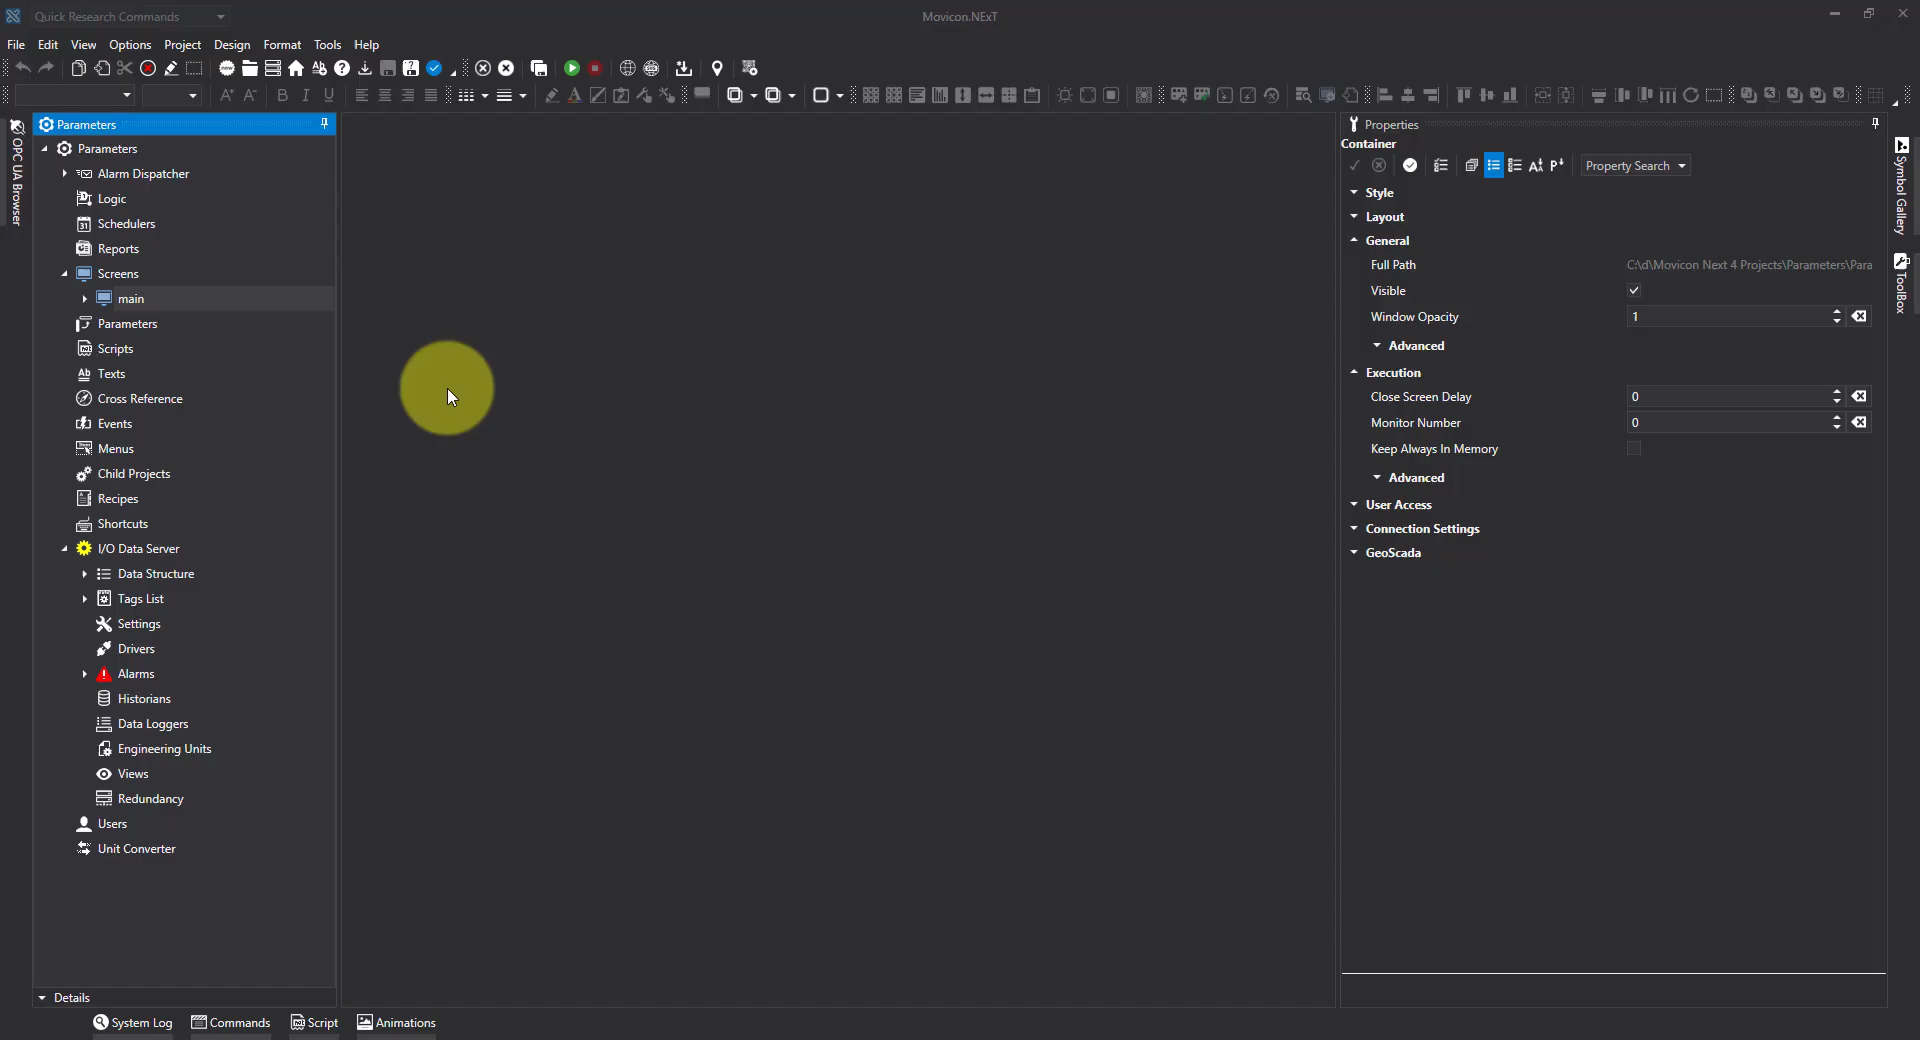 Quick Research Commands
Movicon.NExT
File Edit View Options Project Design Format Tools Help
Parameters
Parameters
Alarm Dispatcher
Logic
Schedulers
Reports
Screens
main
Parameters
Scripts
Texts
Cross Reference
Events
Menus
Child Projects
Recipes
Shortcuts
I/O Data Server
Data Structure
Tags List
Settings
Drivers
Alarms
Historians
Data Loggers
Engineering Units
Views
Redundancy
Users
Unit Converter
Details
OPC UA Browser
System Log Commands Script Animations
Properties
Container
Property Search
Style
Layout
General
Full Path C:\d\Movicon Next 4 Projects\Parameters\Para
Visible
Window Opacity 1
Advanced
Execution
Close Screen Delay 0
Monitor Number 0
Keep Always In Memory
Advanced
User Access
Connection Settings
GeoScada
Symbol Gallery
ToolBox